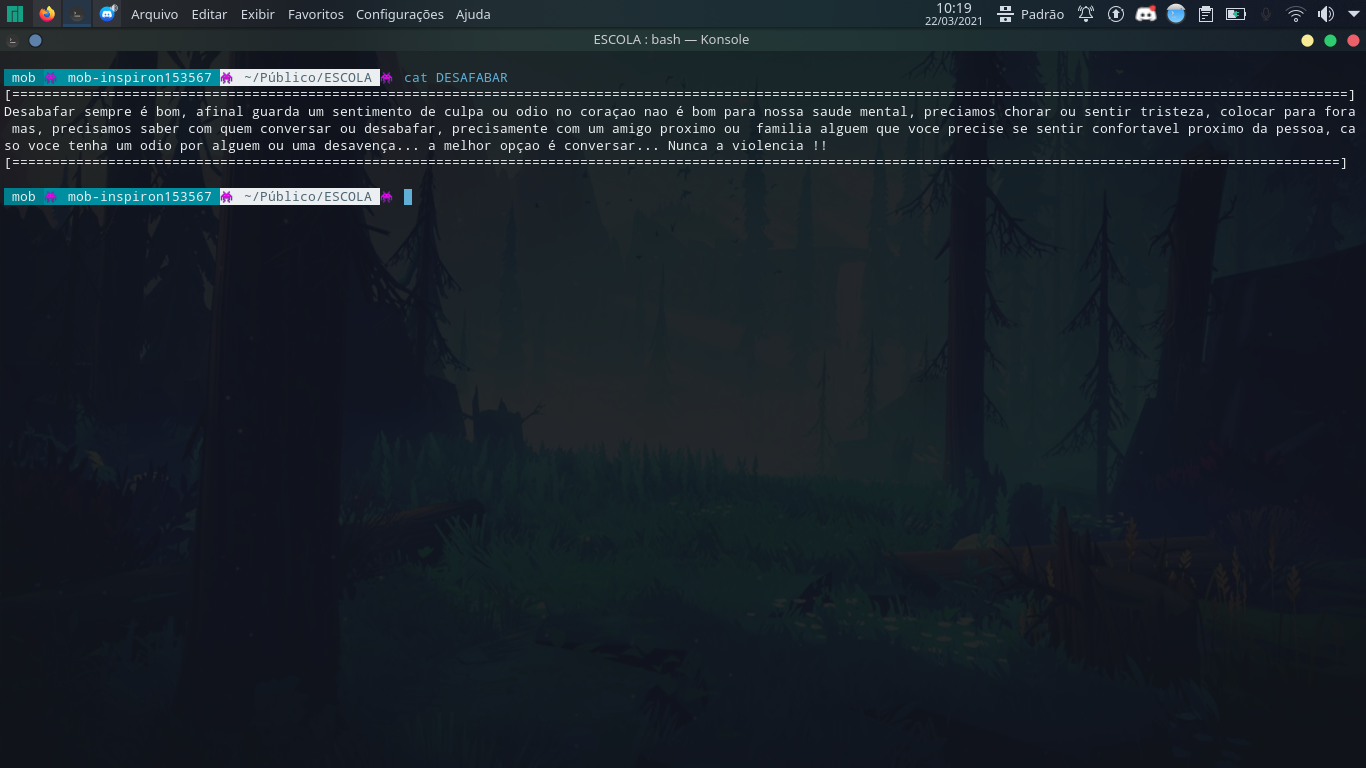 Arquivo Editar Exibir Favoritos Configurações Ajuda
10:19
22/03/2021
Padrão
ESCOLA : bash — Konsole
mob mob-inspiron153567 ~/Público/ESCOLA cat DESAFABAR
[=======================================================================================================================================================================]
Desabafar sempre é bom, afinal guarda um sentimento de culpa ou odio no coraçao nao é bom para nossa saude mental, preciamos chorar ou sentir tristeza, colocar para fora
mas, precisamos saber com quem conversar ou desabafar, precisamente com um amigo proximo ou  familia alguem que voce precise se sentir confortavel proximo da pessoa, ca
so voce tenha um odio por alguem ou uma desavença... a melhor opçao é conversar... Nunca a violencia !!
[======================================================================================================================================================================]
mob mob-inspiron153567 ~/Público/ESCOLA